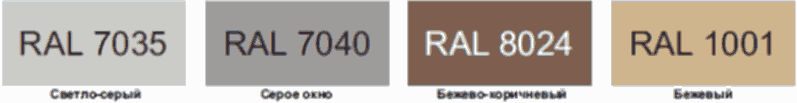 RAL 7035 RAL 7040 RAL 8024 RAL 1001
Светло-серый Серое окно Бежево-коричневый Бежевый